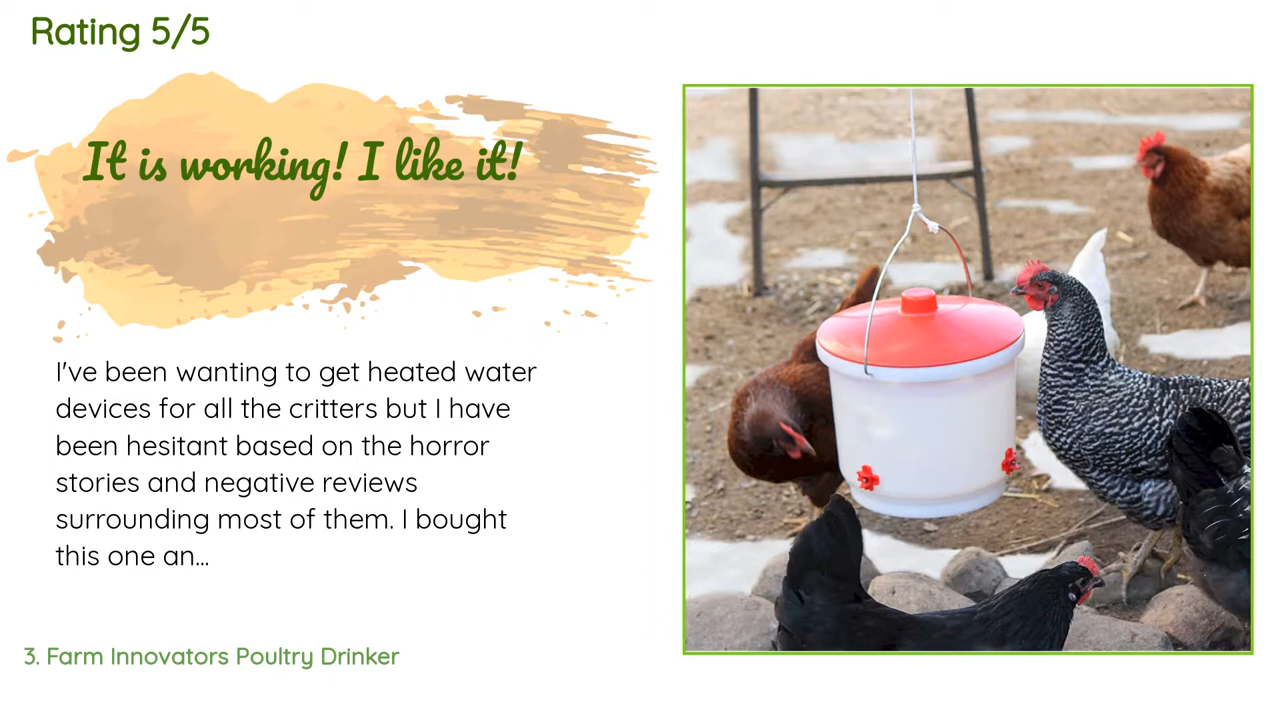 Rating 5/5
It is working! I like it!
I've been wanting to get heated water
devices for all the critters but I have
been hesitant based on the horror
stories and negative reviews
surrounding most of them. I bought
this one an...
3. Farm Innovators Poultry Drinker